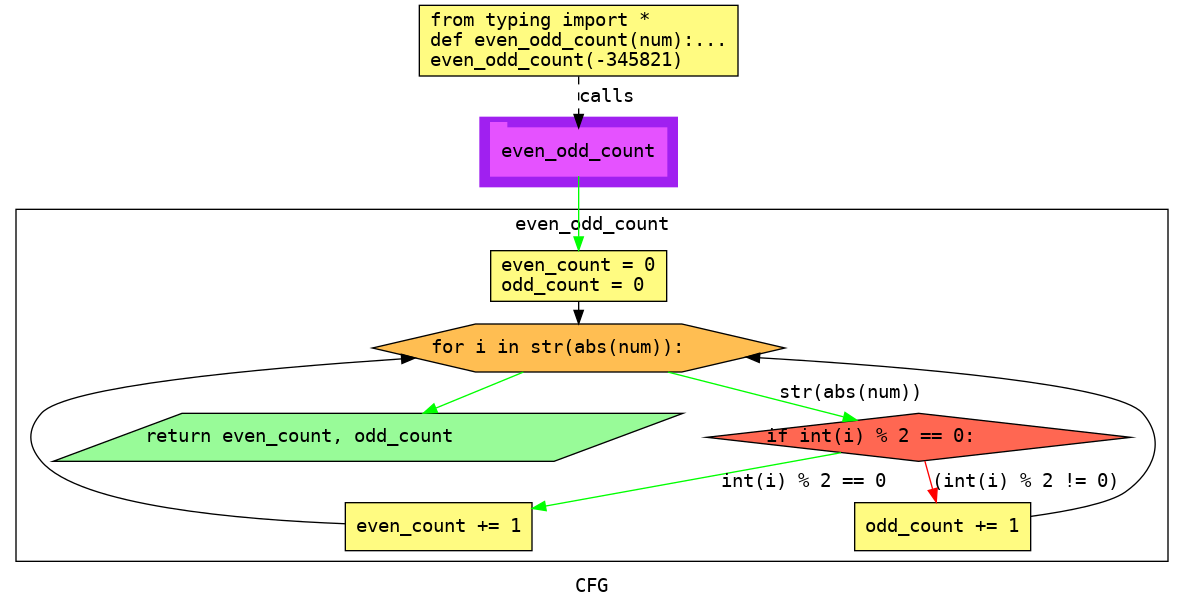 from typing import *
def even_odd_count(num):...
even_odd_count(-345821)
calls
even_odd_count
even_odd_count
even_count = 0
odd_count = 0
for i in str(abs(num)):
str(abs(num))
return even_count, odd_count
if int(i) % 2 == 0:
int(i) % 2 == 0
(int(i) % 2 != 0)
even_count += 1
odd_count += 1
CFG